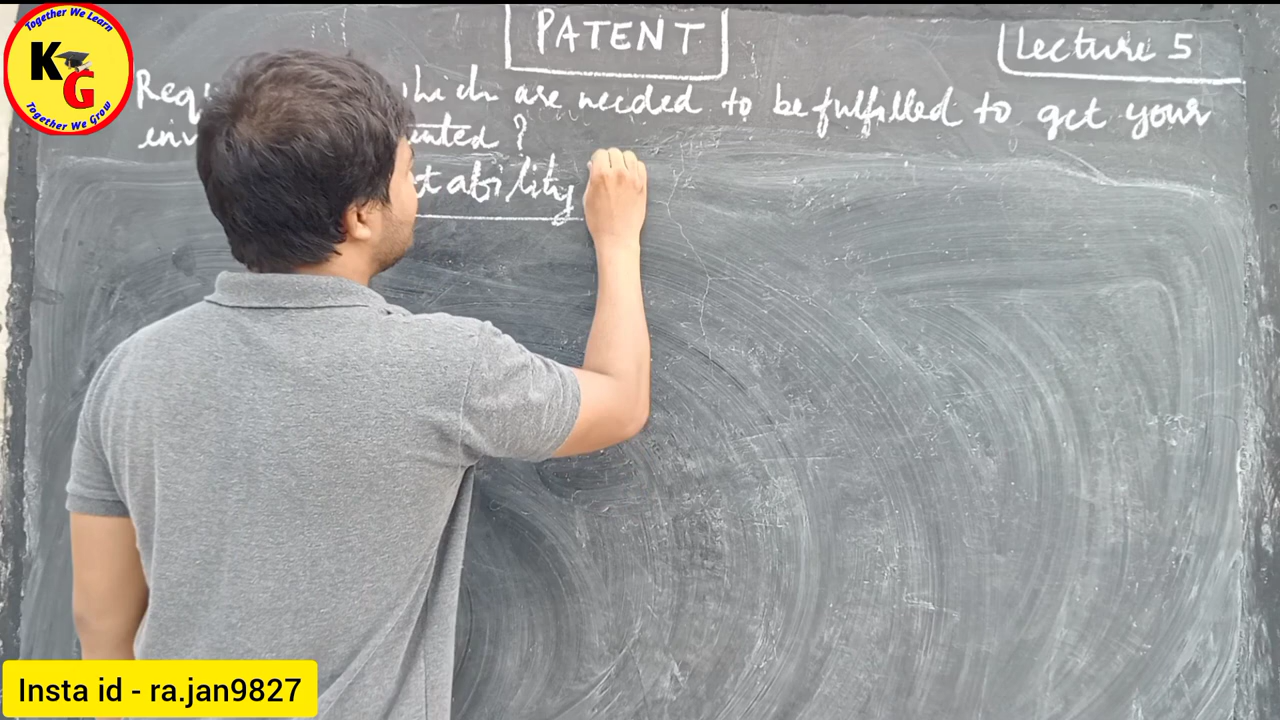 Together We Learn
KG
Together We Grow
PATENT
Lecture 5
which are needed to be fulfilled to get your
?
Insta id - ra.jan9827